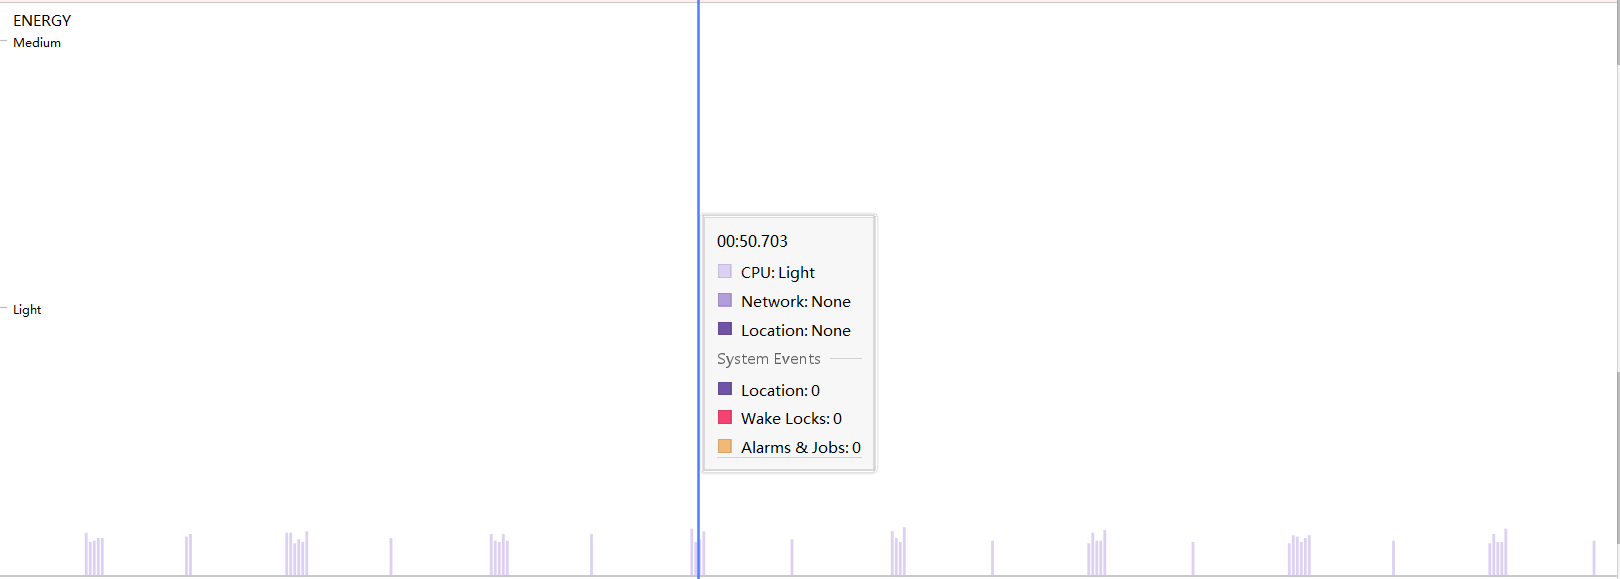 ENERGY
Medium
Light
00:50.703
CPU: Light
Network: None
Location: None
System Events
Location: 0
Wake Locks: 0
Alarms & Jobs: 0